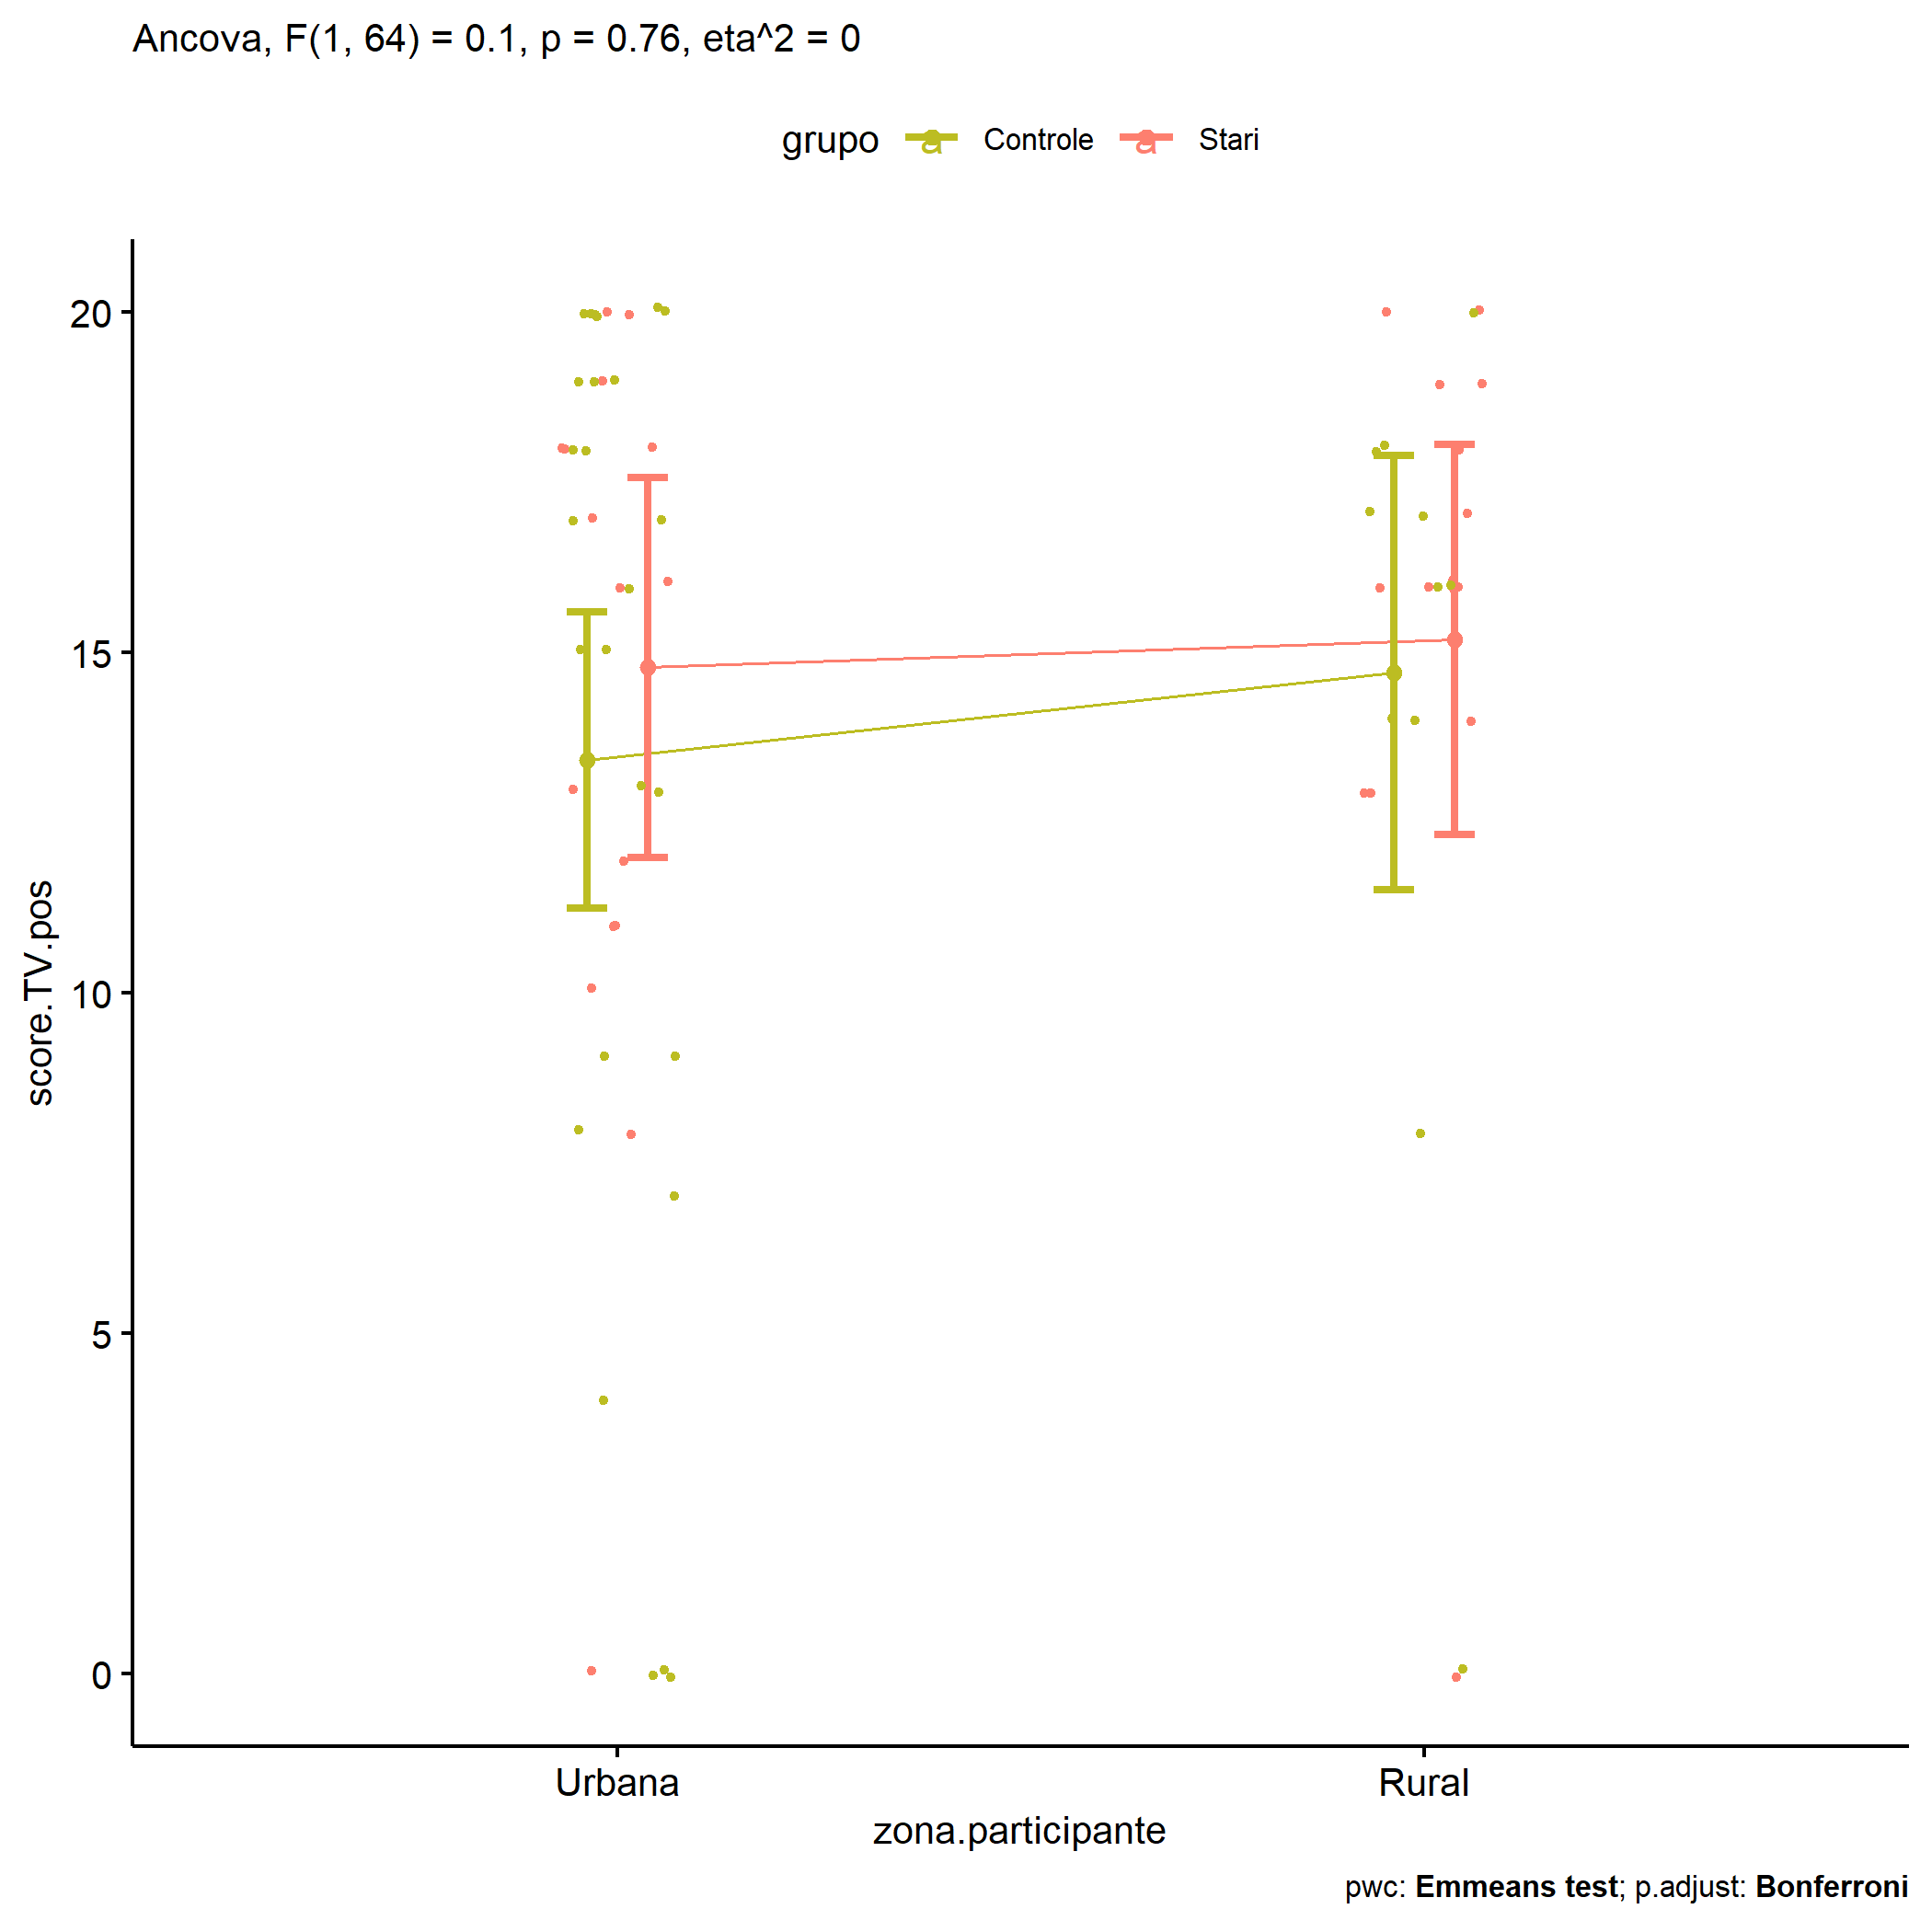 Ancova, F(1, 64) = 0.1, p = 0.76, eta^2 = 0
grupo a Controle a Stari
20
15
10
5
0
score.TV.pos
Urbana Rural
zona.participante
pwc: Emmeans test; p.adjust: Bonferroni